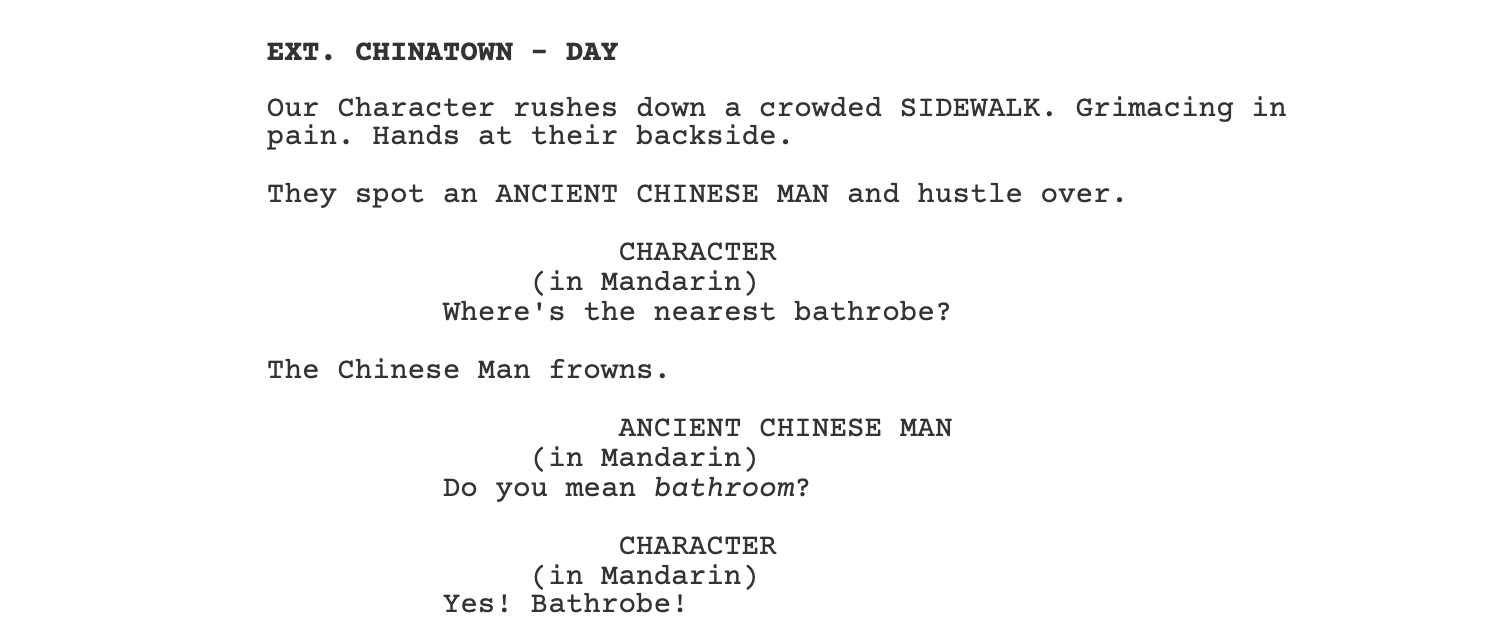 EXT. CHINATOWN - DAY
Our Character rushes down a crowded SIDEWALK. Grimacing in
pain. Hands at their backside.
They spot an ANCIENT CHINESE MAN and hustle over.
CHARACTER
(in Mandarin)
Where's the nearest bathrobe?
The Chinese Man frowns.
ANCIENT CHINESE MAN
(in Mandarin)
Do you mean bathroom?
CHARACTER
(in Mandarin)
Yes! Bathrobe!